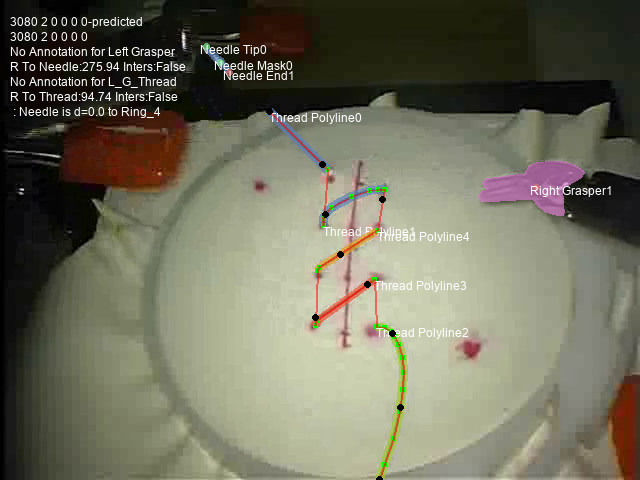 3080 2 0 0 0 0-predicted
3080 2 0 0 0 0
No Annotation for Left Grasper
R To Needle:275.94 Inters:False
No Annotation for L_G_Thread
R To Thread:94.74 Inters:False
: Needle is d=0.0 to Ring_4
Needle Tip0
Needle Mask0
Needle End1
Thread Polyline0
Right Grasper1
Thread Polyline1
Thread Polyline4
Thread Polyline3
Thread Polyline2